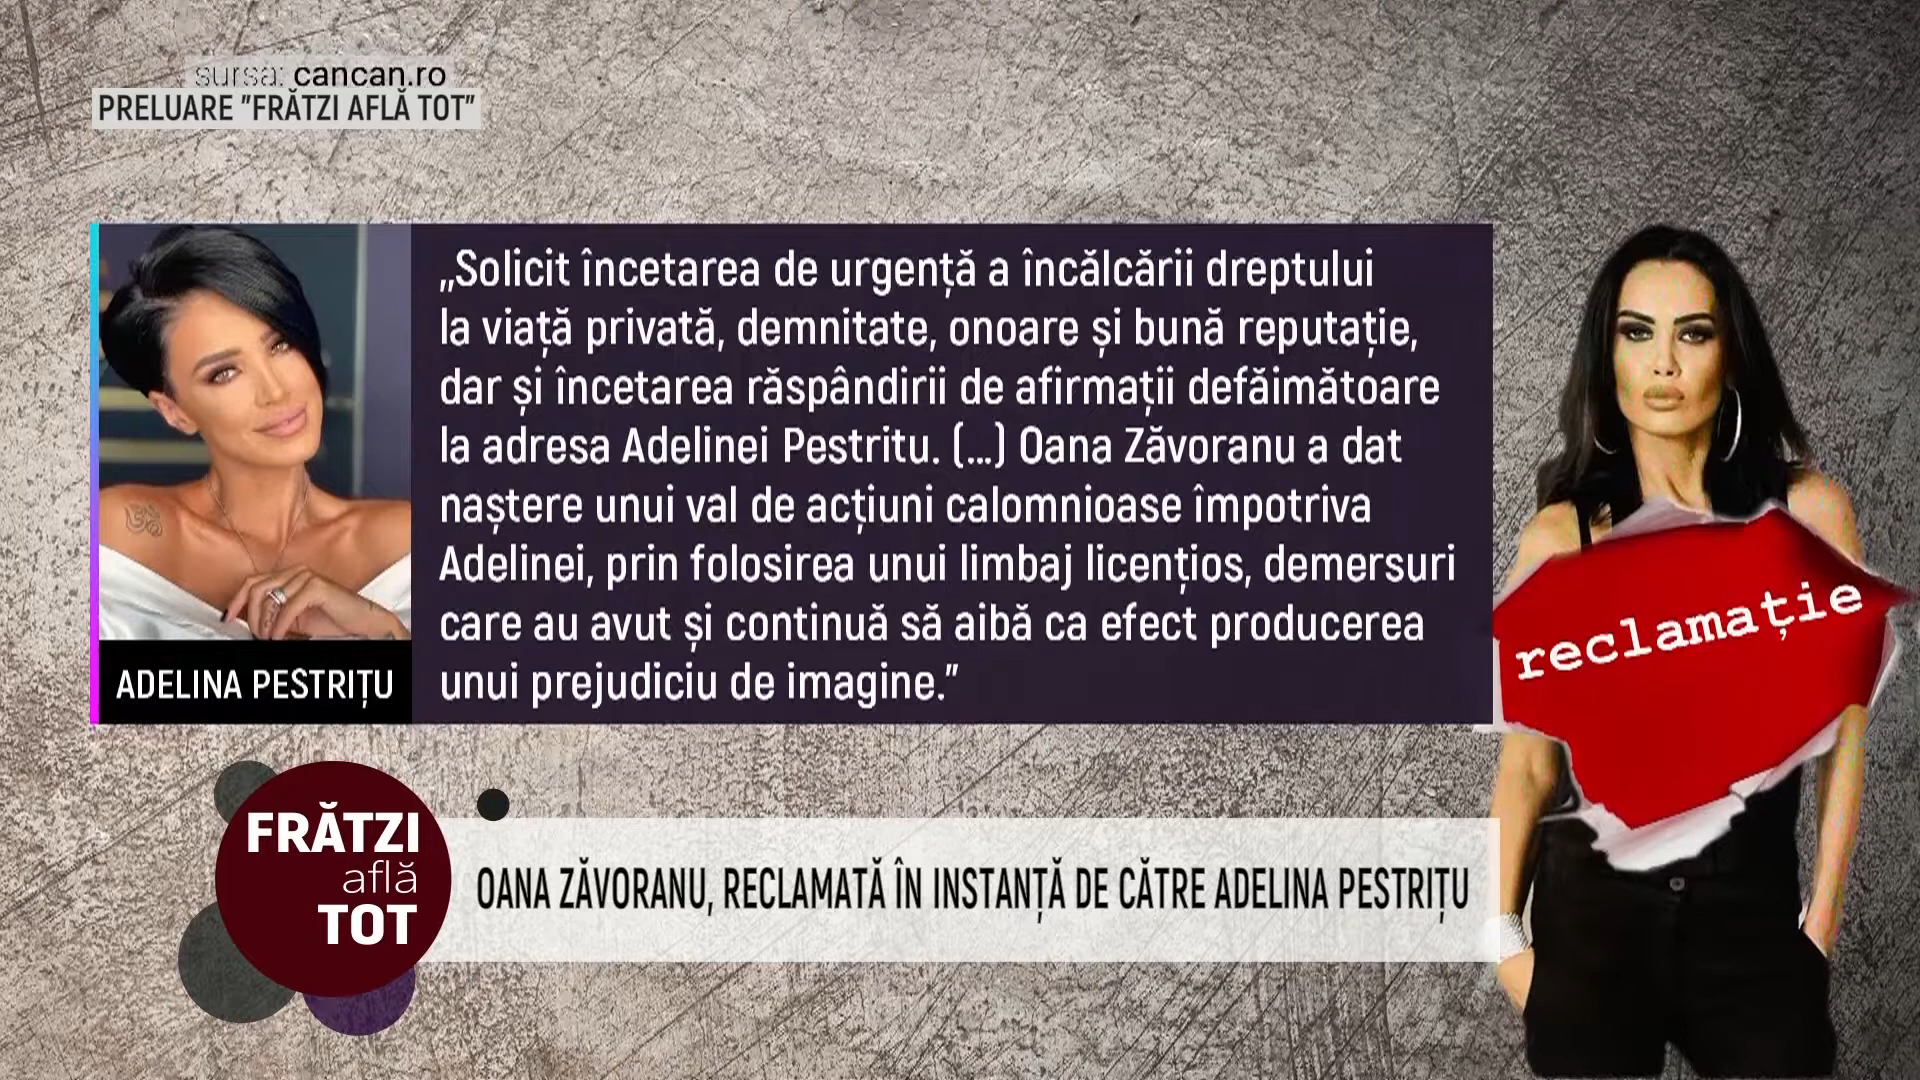 sursa: cancan.ro
PRELUARE "FRĂTZI AFLĂ TOT"
„Solicit încetarea de urgență a încălcării dreptului
la viață privată, demnitate, onoare și bună reputație,
dar și încetarea răspândirii de afirmații defăimătoare
la adresa Adelinei Pestritu. (...) Oana Zăvoranu a dat
naștere unui val de acțiuni calomnioase împotriva
Adelinei, prin folosirea unui limbaj licențios, demersuri
care au avut și continuă să aibă ca efect producerea
unui prejudiciu de imagine.”
ADELINA PESTRIȚU
reclamație
FRĂTZI
află
TOT
OANA ZĂVORANU, RECLAMATĂ ÎN INSTANȚĂ DE CĂTRE ADELINA PESTRIȚU